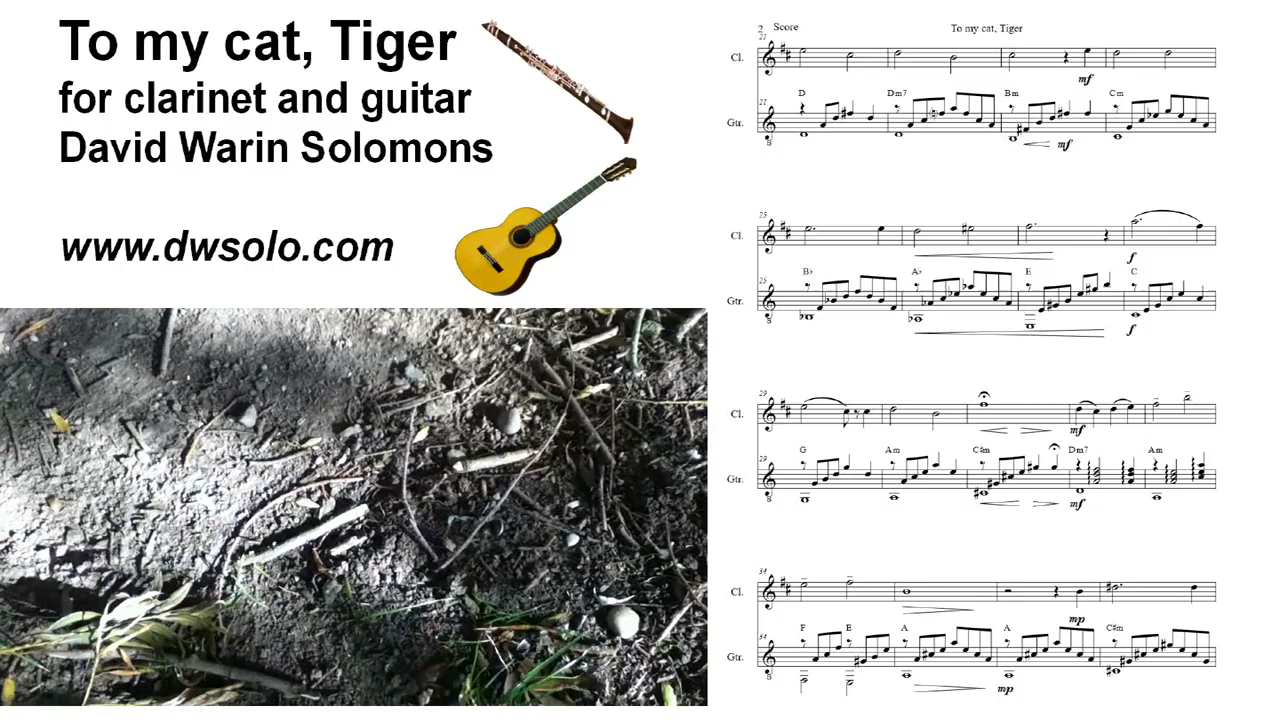 To my cat, Tiger
for clarinet and guitar
David Warin Solomons
www.dwsolo.com
2 Score To my cat, Tiger
21
Cl.
mf
D Dm7 Bm Cm
21
Gtr.
mf
25
Cl.
f
B♭ A♭ E C
25
Gtr.
f
29
Cl.
mf
G Am C#m Dm7 Am
29
Gtr.
mf
34
Cl.
mp
F E A A C#m
34
Gtr.
mp